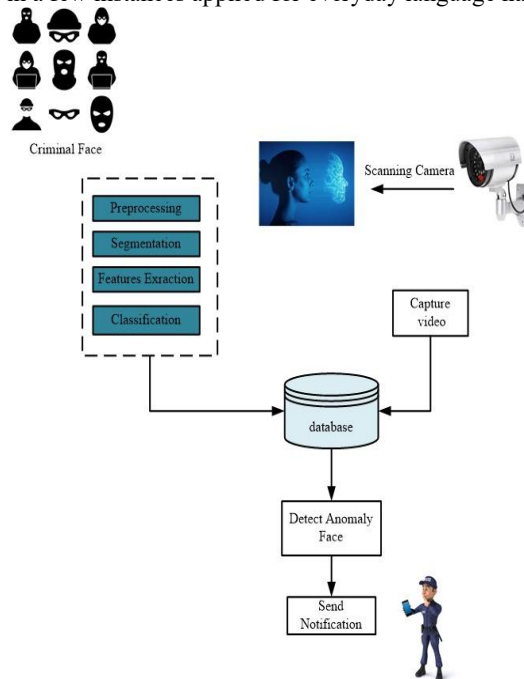 Criminal Face
Scanning Camera
Preprocessing
Segmentation
Features Exraction
Classification
Capture
video
database
Detect Anomaly
Face
Send
Notification